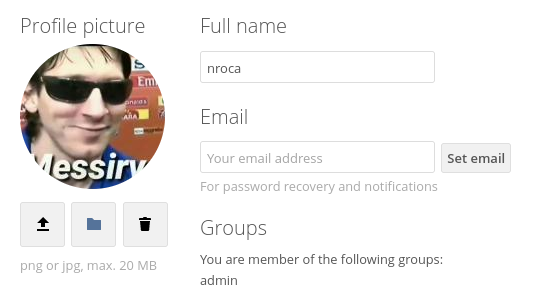 Profile picture
Full name
nroca
Messirv
Email
Your email address
Set email
For password recovery and notifications
png or jpg, max. 20 MB
Groups
You are member of the following groups:
admin